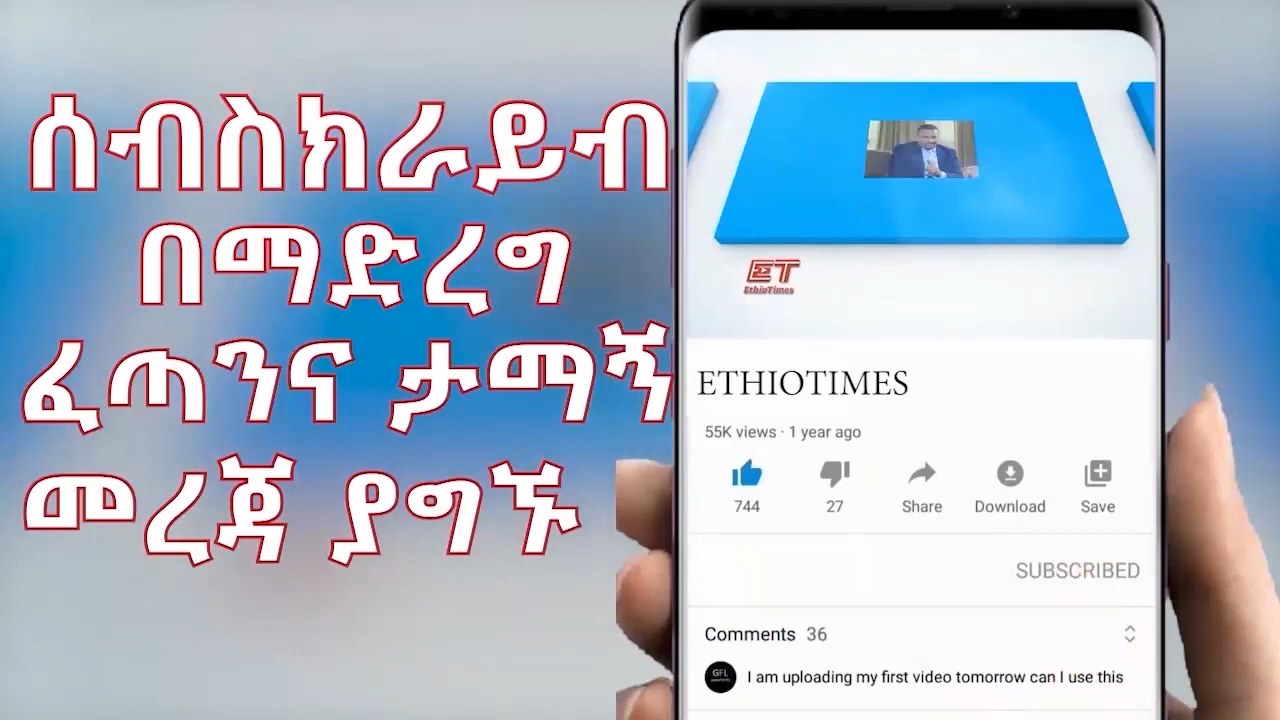 ሰብስክራይብ
በማድረግ
ፈጣንና ታማኝ
መረጃ ያግኙ
ET
EthioTimes
ETHIOTIMES
55K views · 1 year ago
744 27 Share Download Save
SUBSCRIBED
Comments 36
GFL
I am uploading my first video tomorrow can I use this